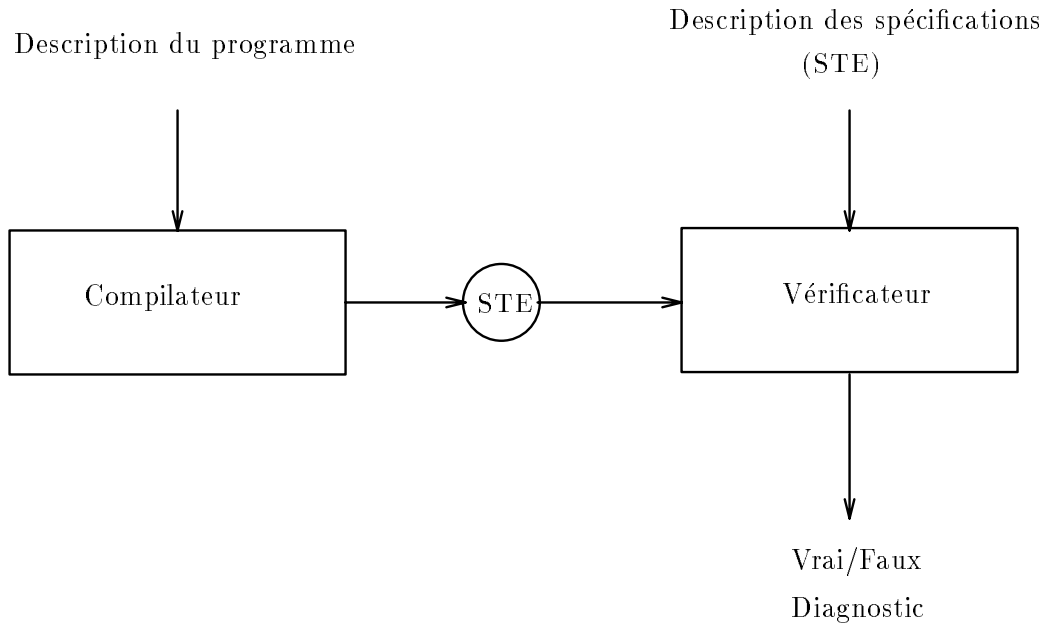 Description du programme
Description des spécifications
(STE)
Compilateur
STE
Vérificateur
Vrai/Faux
Diagnostic